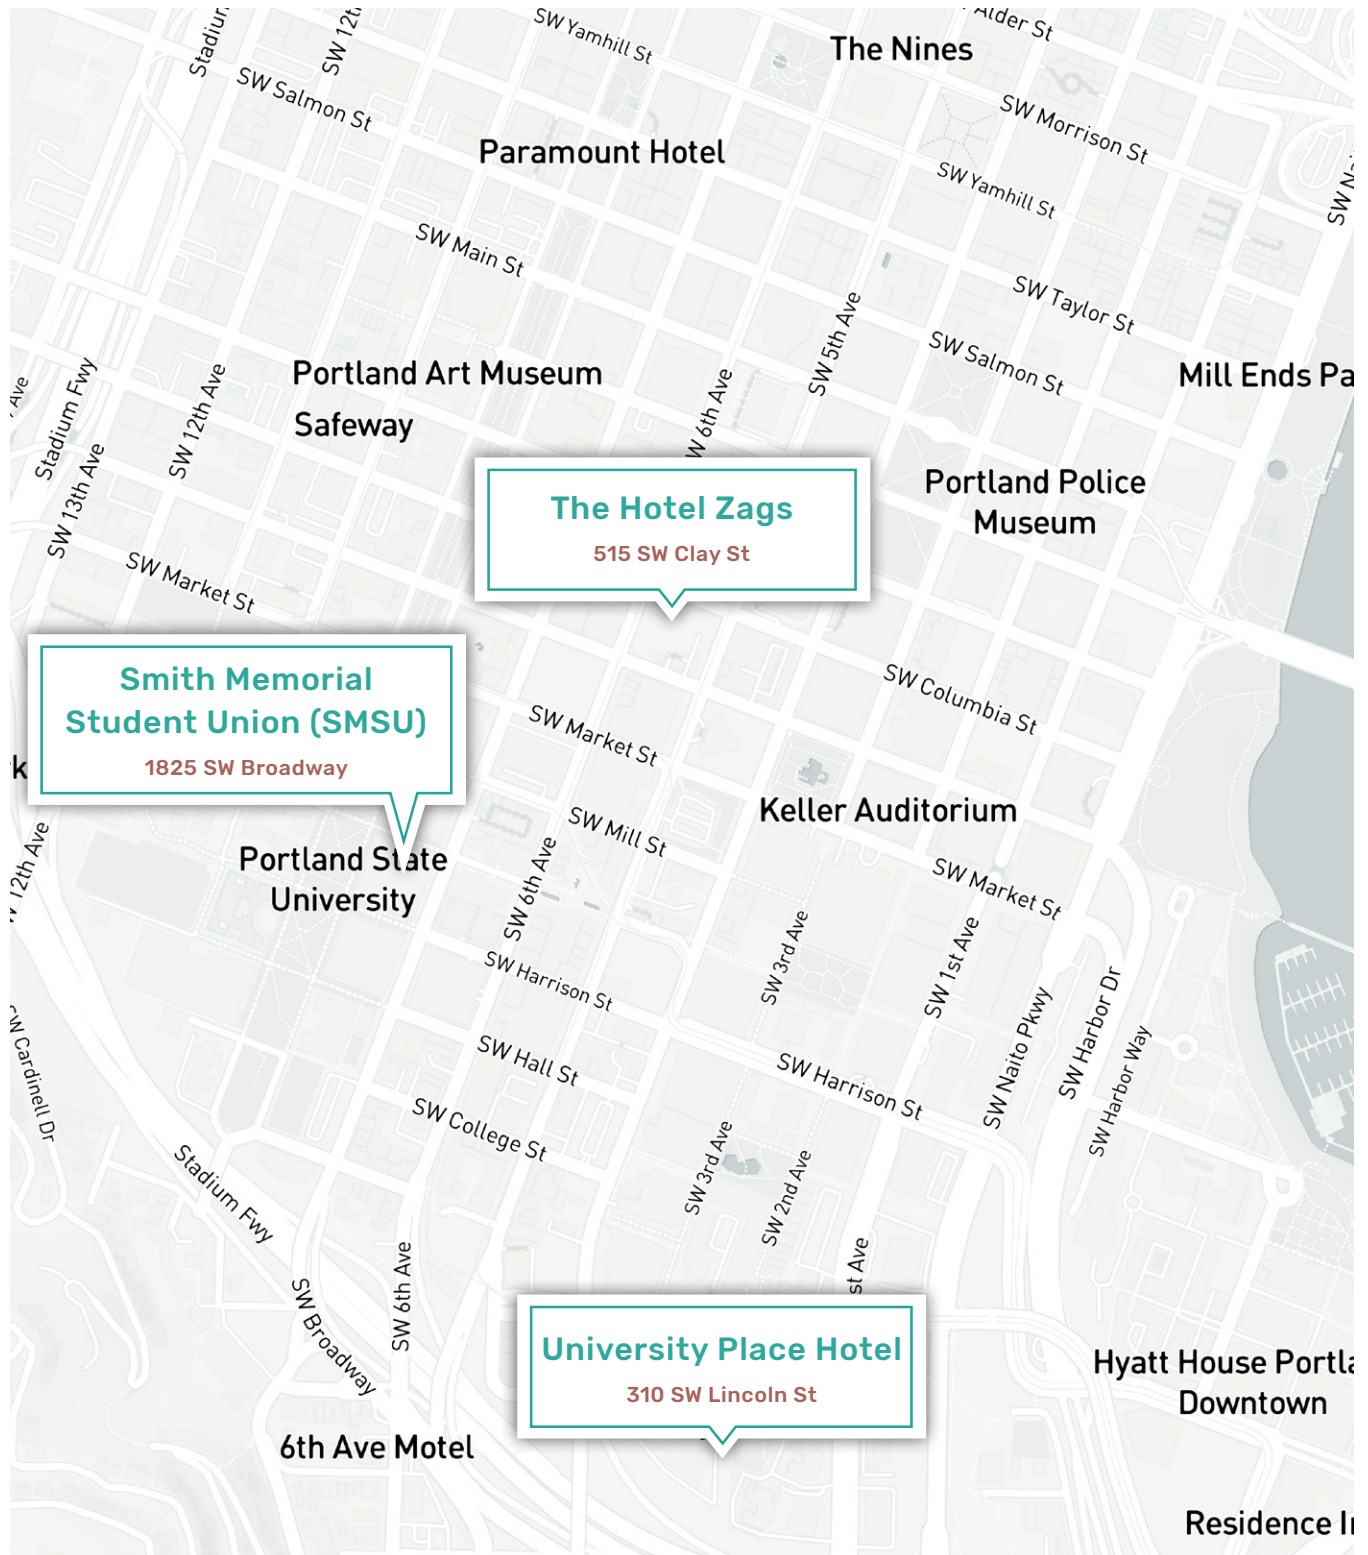 SW Yamhill St
Alder St
SW 12th
The Nines
SW Salmon St
SW Morrison St
Paramount Hotel
SW Yamhill St
SW Main St
SW Taylor St
SW 5th Ave
SW Salmon St
Portland Art Museum
Mill Ends Pa
Safeway
SW 12th Ave
Stadium Fwy
Ave
W 6th Ave
SW 13th Ave
Portland Police
Museum
The Hotel Zags
515 SW Clay St
SW Market St
Smith Memorial
Student Union (SMSU)
1825 SW Broadway
SW Columbia St
SW Market St
k
Keller Auditorium
SW Mill St
Portland State
University
12th Ave
SW 6th Ave
SW Market St
SW 3rd Ave
SW 1st Ave
SW Harrison St
SW Naito Pkwy
SW Harbor Dr
SW Harbor Way
SW Cardinell Dr
SW Hall St
SW Harrison St
SW College St
SW 3rd Ave
SW 2nd Ave
Stadium Fwy
SW 6th Ave
st Ave
SW Broadway
University Place Hotel
310 SW Lincoln St
Hyatt House Portla
Downtown
6th Ave Motel
Residence I